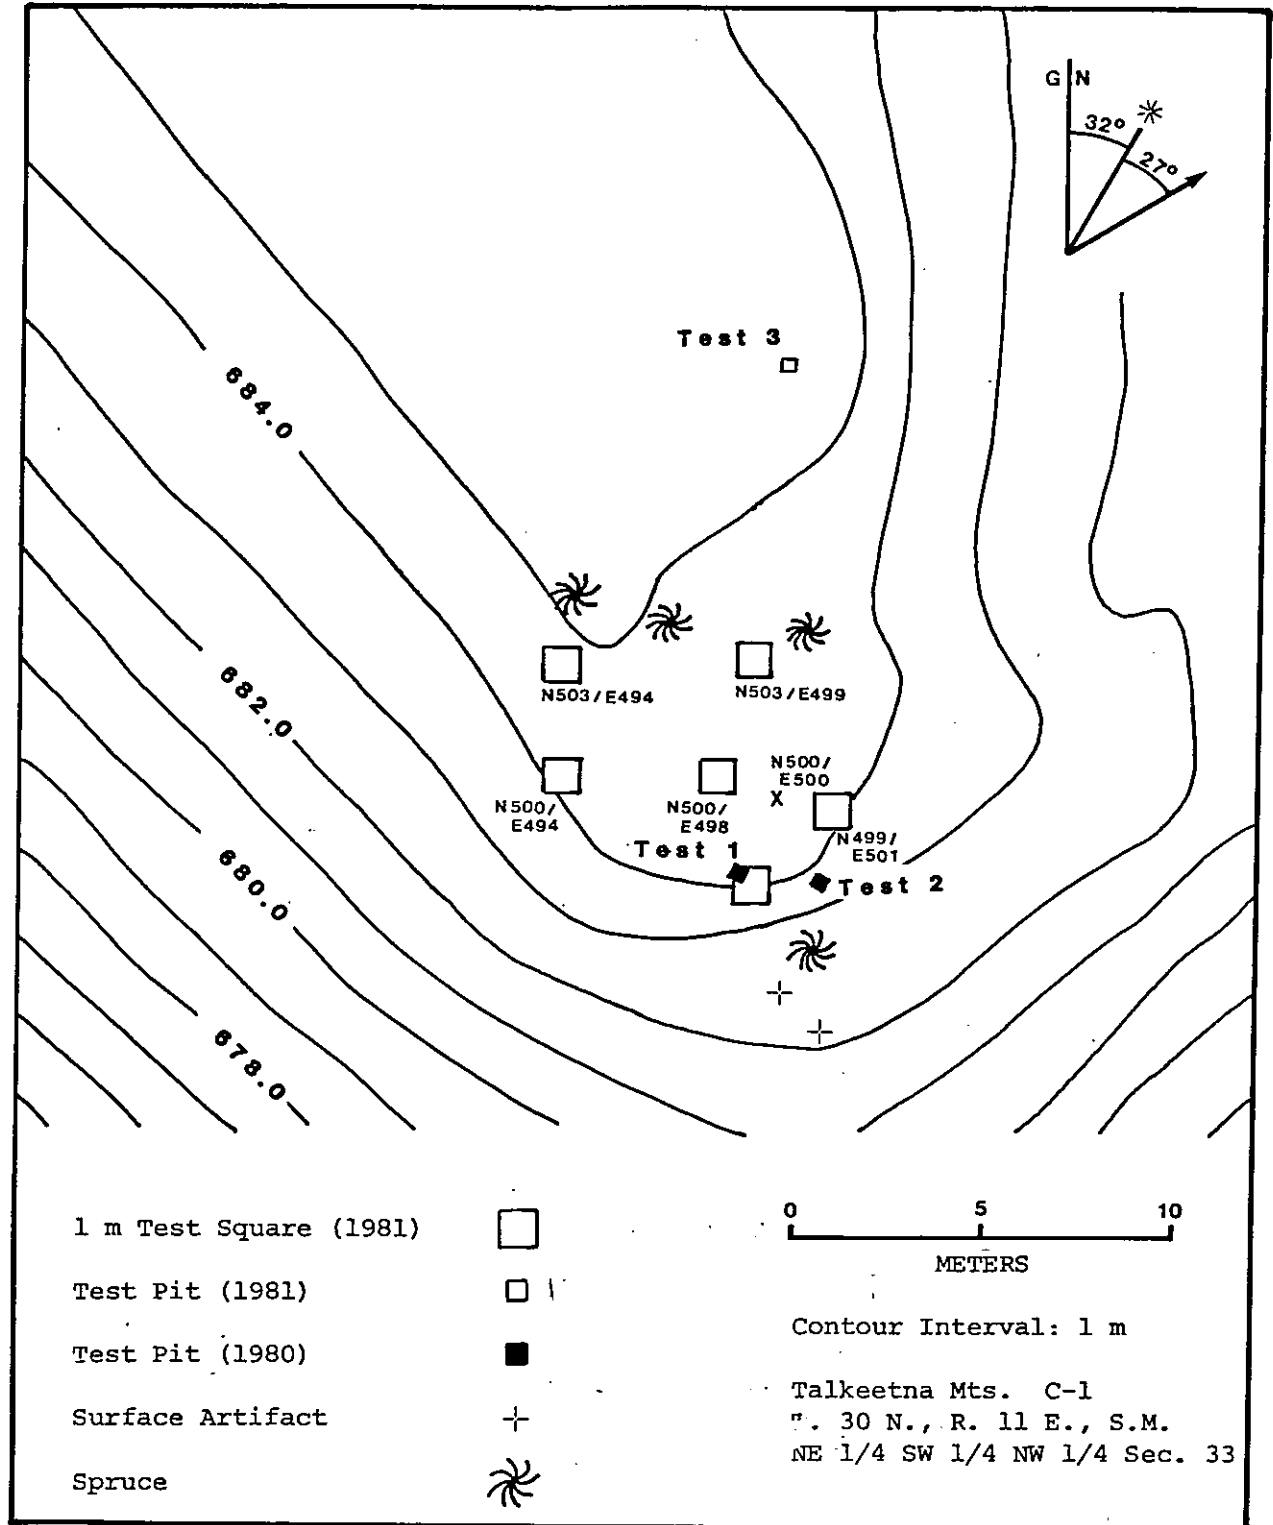 G N
32°
27°
Test 3
684.0
682.0
N503/E494
N503/E499
N500/
E500
X
N500/
E494
N500/
E498
N499/
E501
Test 1
Test 2
680.0
678.0
1 m Test Square (1981)
Test Pit (1981)
Test Pit (1980)
Surface Artifact
Spruce
0 5 10
METERS
Contour Interval: 1 m
Talkeetna Mts. C-1
. 30 N., R. 11 E., S.M.
NE 1/4 SW 1/4 NW 1/4 Sec. 33